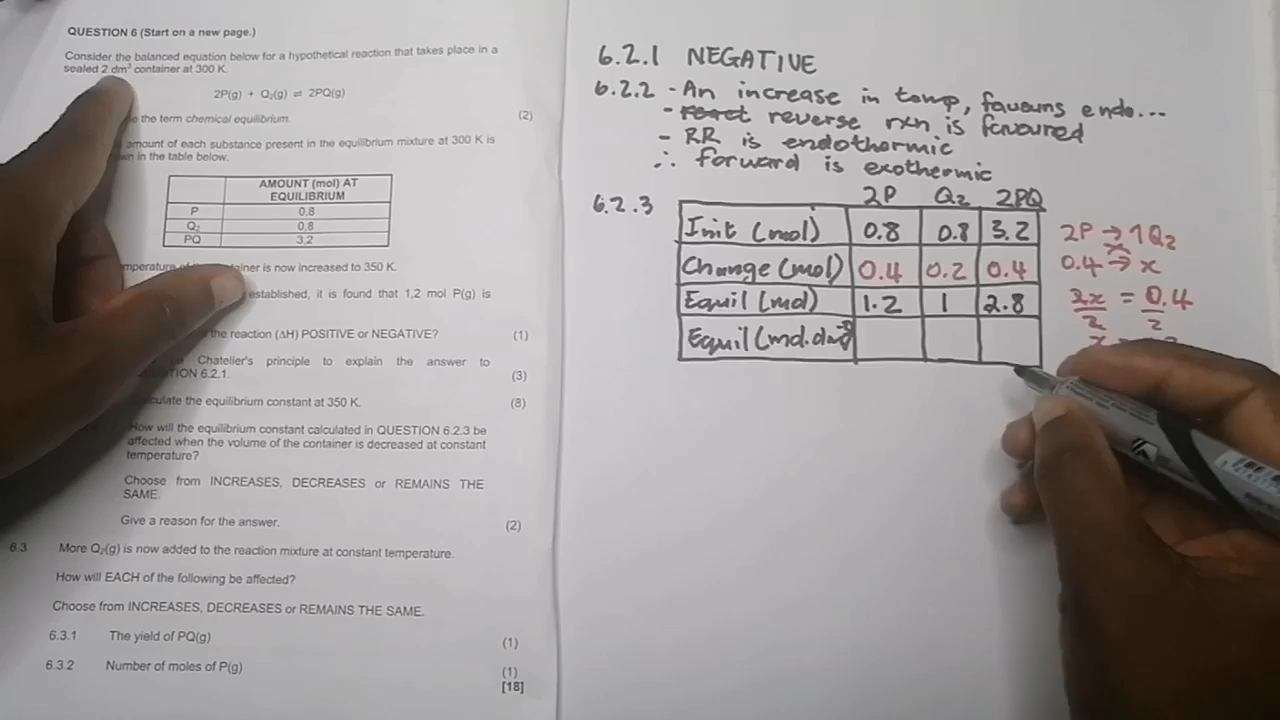 QUESTION 6 (Start on a new page.)
Consider the balanced equation below for a hypothetical reaction that takes place in a
sealed 2 dm³ container at 300 K.
2P(g) + Q₂(g) ⇌ 2PQ(g)
the term chemical equilibrium. (2)
amount of each substance present in the equilibrium mixture at 300 K is
in the table below.
AMOUNT (mol) AT
EQUILIBRIUM
P 0.8
Q₂ 0,8
PQ 3,2
of the container is now increased to 350 K.
established, it is found that 1,2 mol P(g) is
the reaction (ΔH) POSITIVE or NEGATIVE? (1)
Chatelier's principle to explain the answer to
6.2.1. (3)
the equilibrium constant at 350 K. (8)
How will the equilibrium constant calculated in QUESTION 6.2.3 be
affected when the volume of the container is decreased at constant
temperature?
Choose from INCREASES, DECREASES or REMAINS THE
SAME.
Give a reason for the answer. (2)
6.3 More Q₂(g) is now added to the reaction mixture at constant temperature.
How will EACH of the following be affected?
Choose from INCREASES, DECREASES or REMAINS THE SAME.
6.3.1 The yield of PQ(g) (1)
6.3.2 Number of moles of P(g) (1)
[18]
6.2.1 NEGATIVE
6.2.2 - An increase in temp, favours endo...
- reverse rxn is favoured
- RR is endothermic
∴ forward is exothermic
6.2.3 2P Q₂ 2PQ
Init (mol) 0.8 0.8 3.2
Change (mol) 0.4 0.2 0.4
Equil (mol) 1.2 1 2.8
Equil (mol.dm⁻³)
2P → 1Q₂
x
0.4 → x
2x = 0.4
2 2
x =